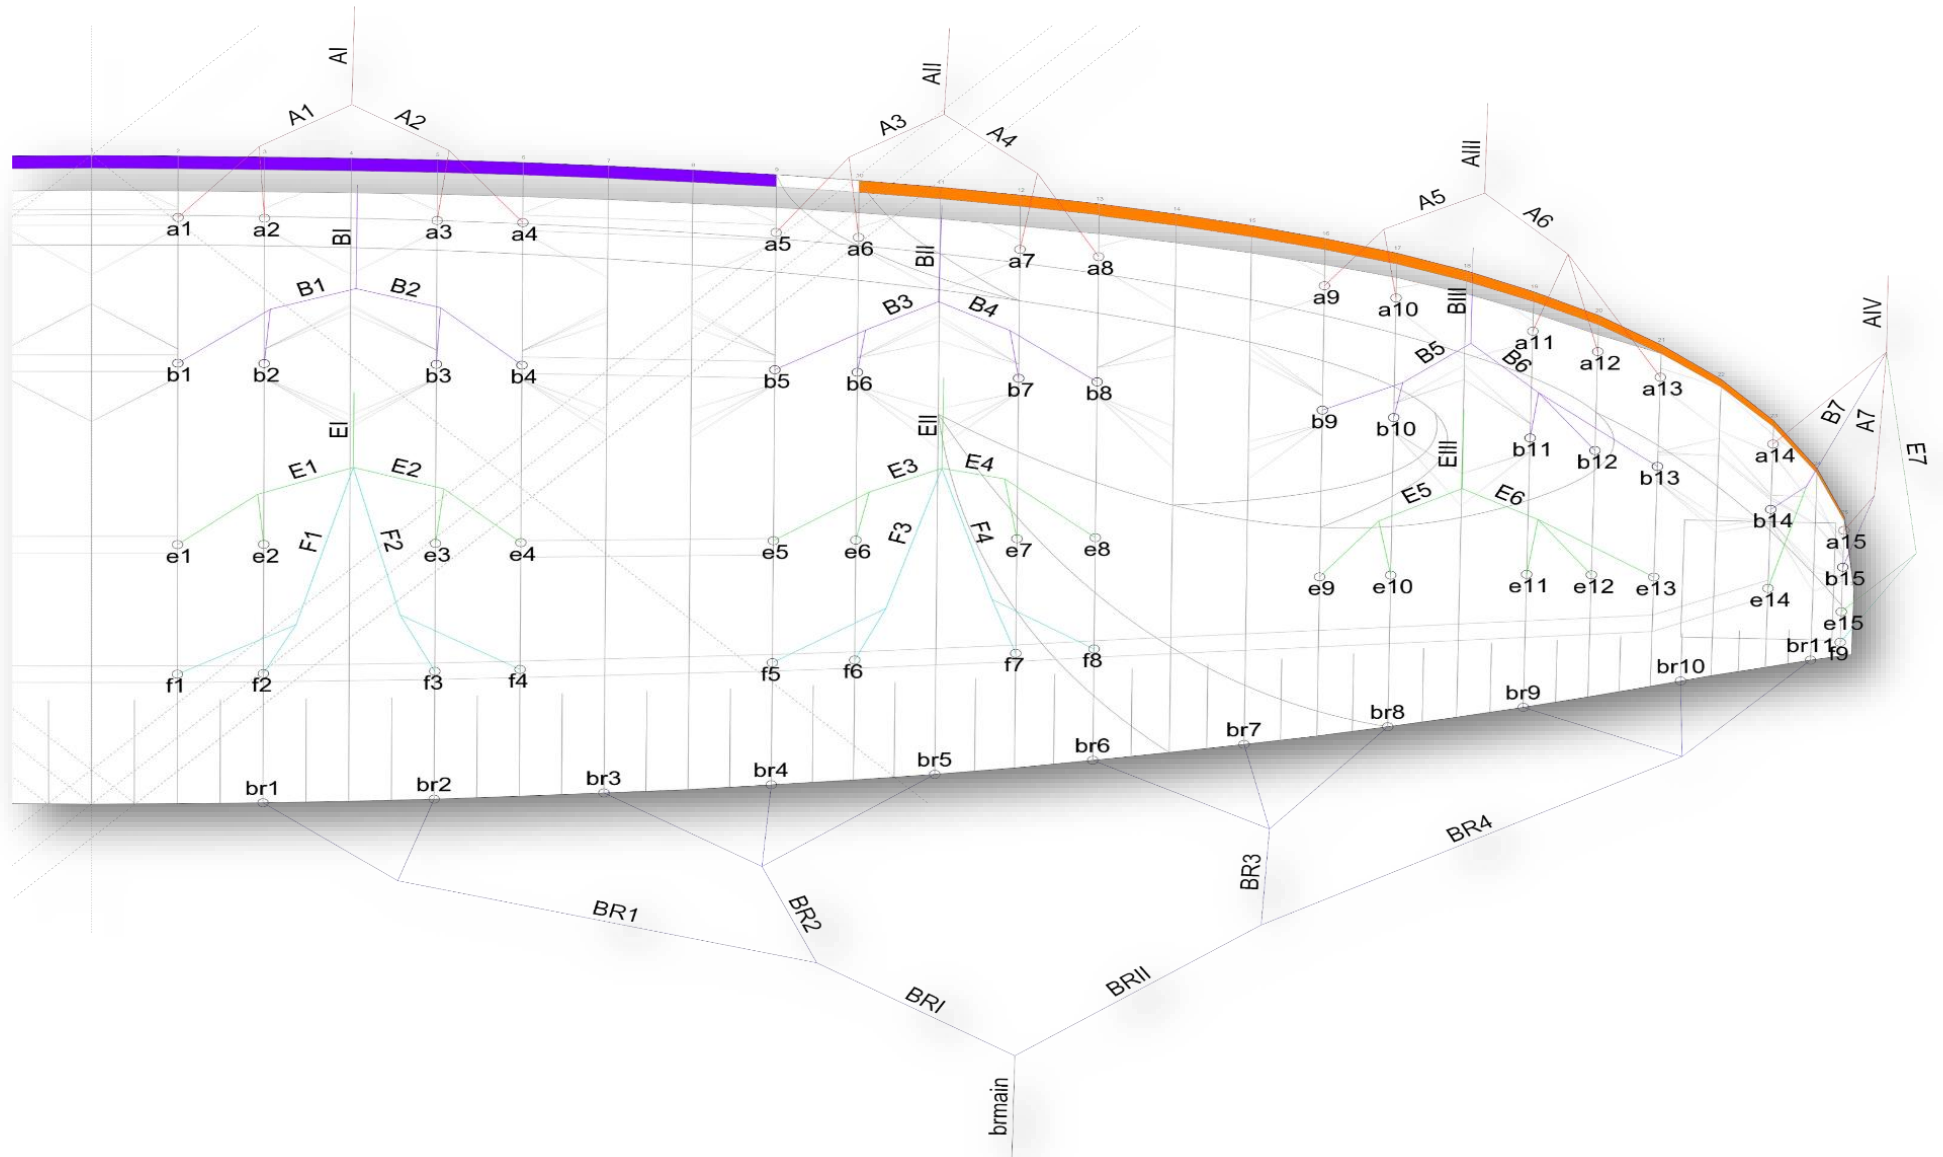 AI
AII
A1 A2
A3 A4
AIII
A5 A6
a1 a2 a3 a4
a5 a6 a7 a8
BI
BII
BIII
a9 a10
a11 a12 a13
AIV
B1 B2
B3 B4
B5 B6
b1 b2 b3 b4
b5 b6 b7 b8
b9 b10 b11 b12 b13
B7 A7 E7
EI
EII
EIII
a14
E1 E2
E3 E4
E5 E6
b14
a15
F1 F2
F3 F4
e1 e2 e3 e4
e5 e6 e7 e8
e9 e10 e11 e12 e13
e14
b15
e15
f1 f2 f3 f4
f5 f6 f7 f8
br11 f9
br1 br2 br3 br4 br5 br6 br7 br8 br9 br10
BR1
BR2
BR3
BR4
BRI
BRII
brmain